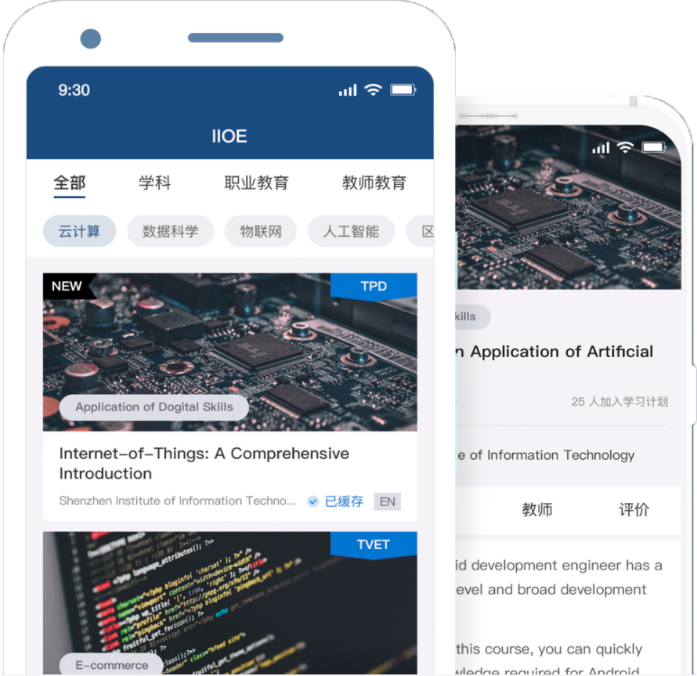 9:30
IIOE
全部 学科 职业教育 教师教育
云计算 数据科学 物联网 人工智能 区
NEW
TPD
Application of Dogital Skills
Internet-of-Things: A Comprehensive
Introduction
Shenzhen Institute of Information Techno... 已缓存 EN
TVET
E-commerce
kills
n Application of Artificial
25 人加入学习计划
e of Information Technology
教师 评价
id development engineer has a
evel and broad development
this course, you can quickly
wledge required for Android